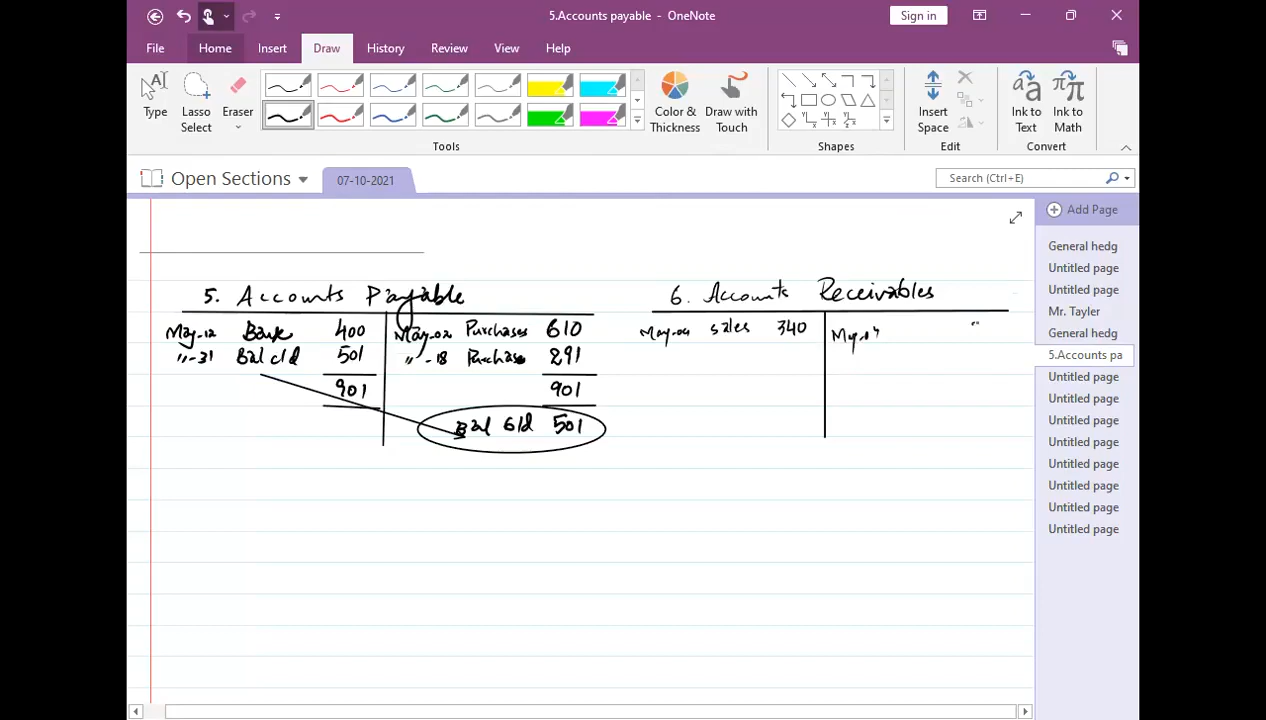 5.Accounts payable - OneNote
Sign in
File Home Insert Draw History Review View Help
Type
Lasso Select
Eraser
Color & Thickness
Draw with Touch
Insert Space
Ink to Text
Ink to Math
Tools
Shapes
Edit
Convert
Open Sections
07-10-2021
Search (Ctrl+E)
Add Page
General hedg
Untitled page
Untitled page
Mr. Tayler
General hedg
5.Accounts pa
Untitled page
Untitled page
Untitled page
Untitled page
Untitled page
Untitled page
Untitled page
Untitled page
5. Accounts Payable
May-12 Bank 400 May-02 Purchases 610
"-31 Bal c/d 501 "-18 Purchase 291
901 901
Bal b/d 501
6. Accounts Receivables
May-04 sales 340